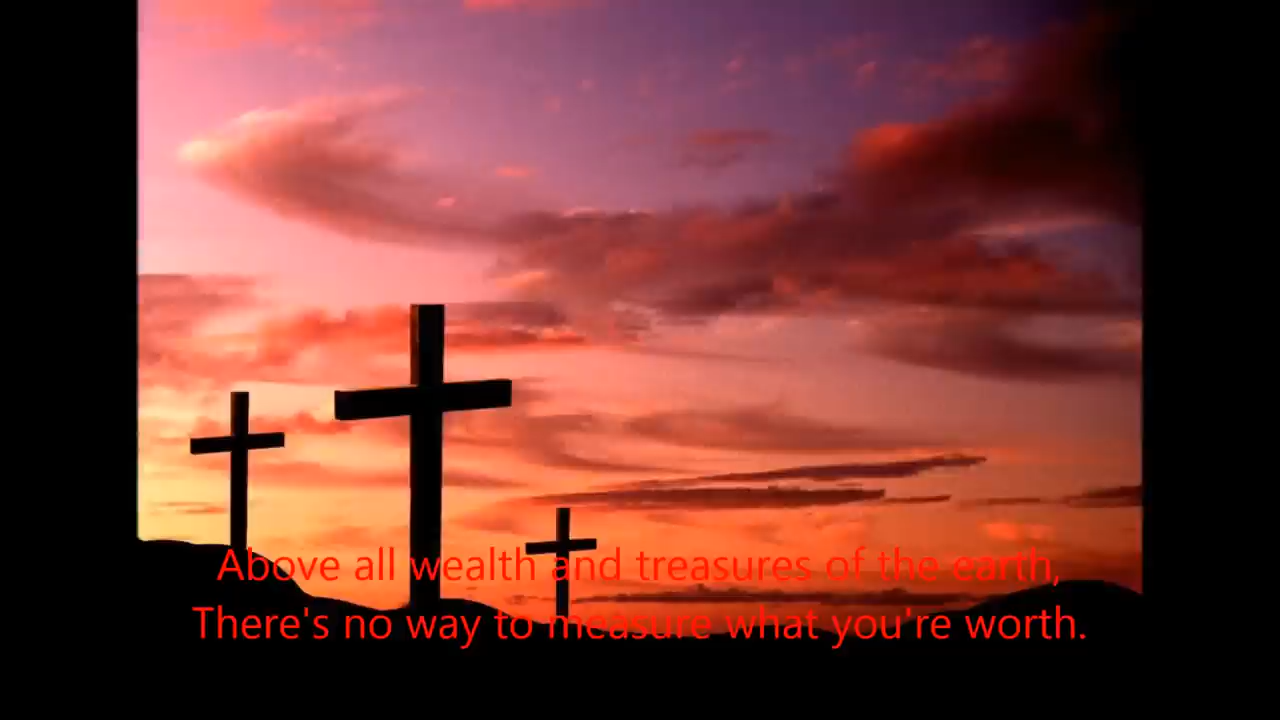 Above all wealth and treasures of the earth,
There's no way to measure what you're worth.